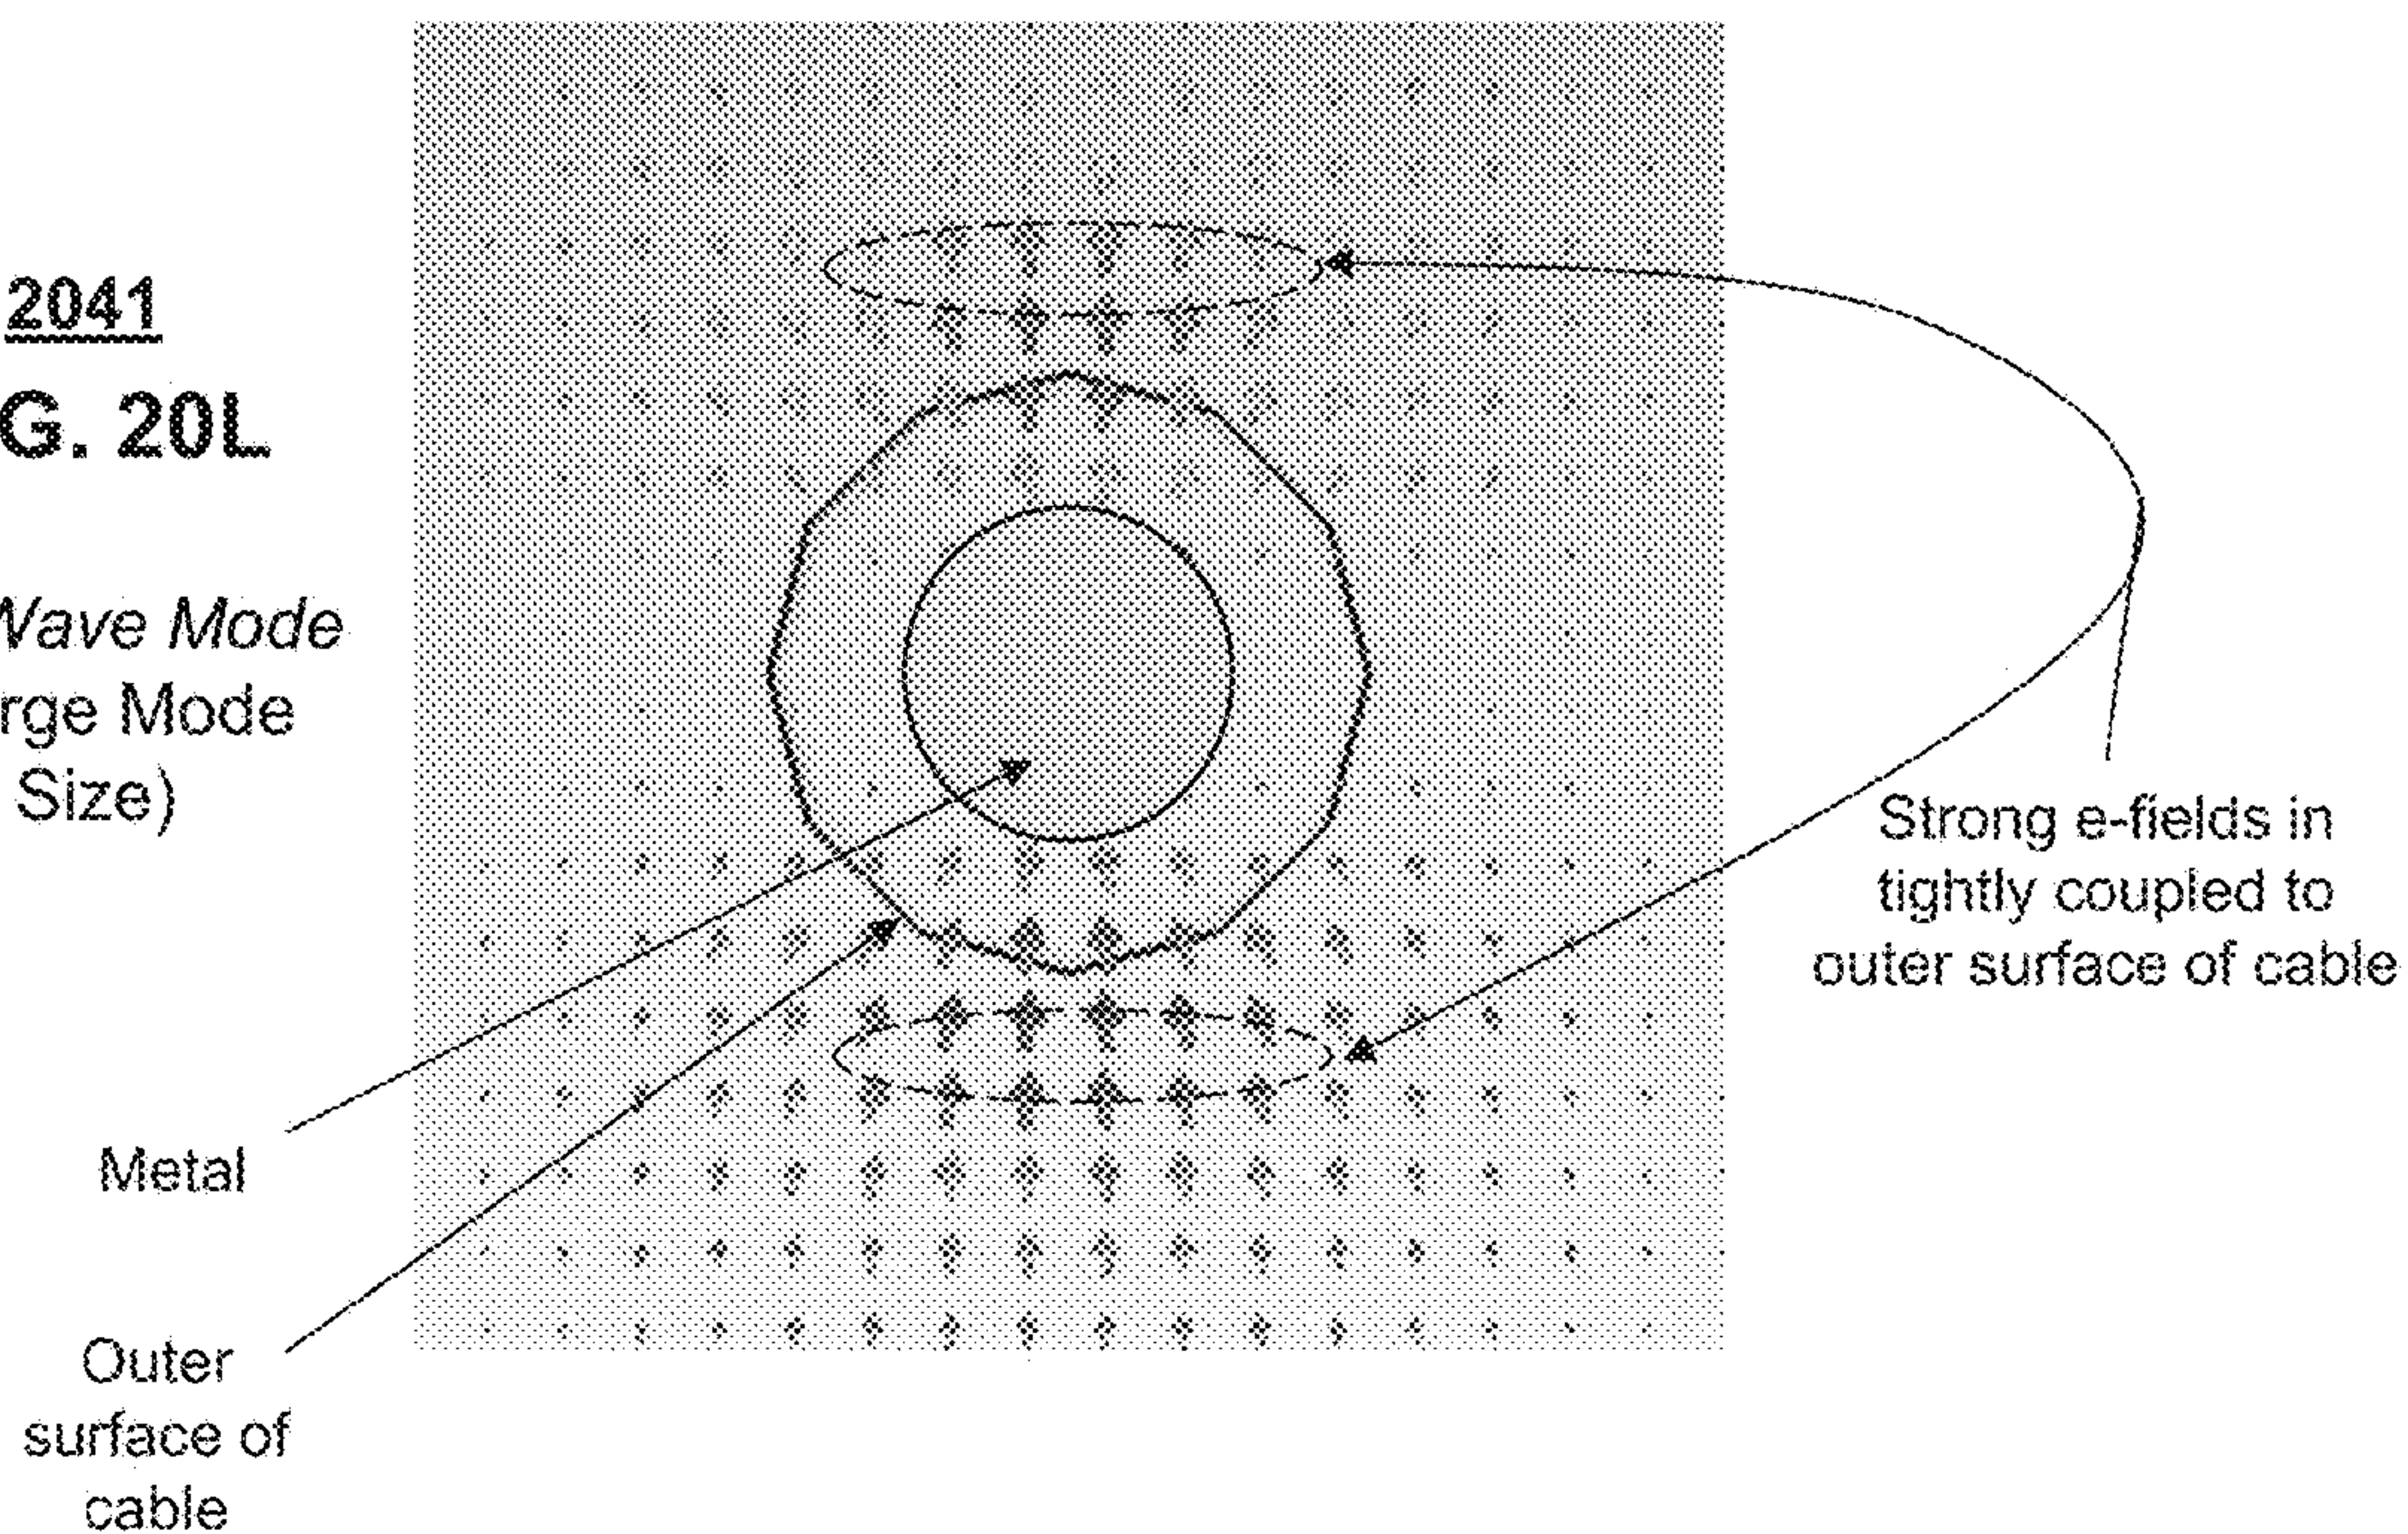 2041
G. 20L
Wave Mode
rge Mode
Size)
Strong e-fields in
tightly coupled to
outer surface of cable
Metal
Outer
surface of
cable